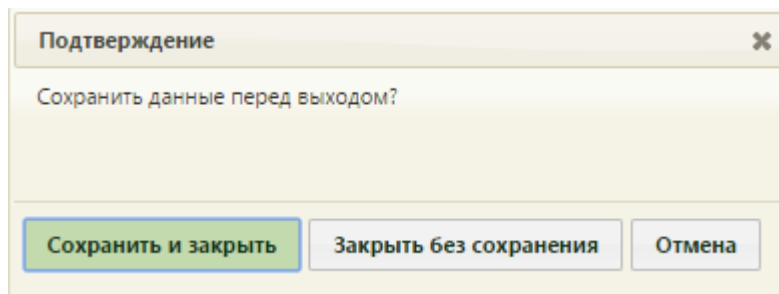 Подтверждение
Сохранить данные перед выходом?
Сохранить и закрыть Закрыть без сохранения Отмена